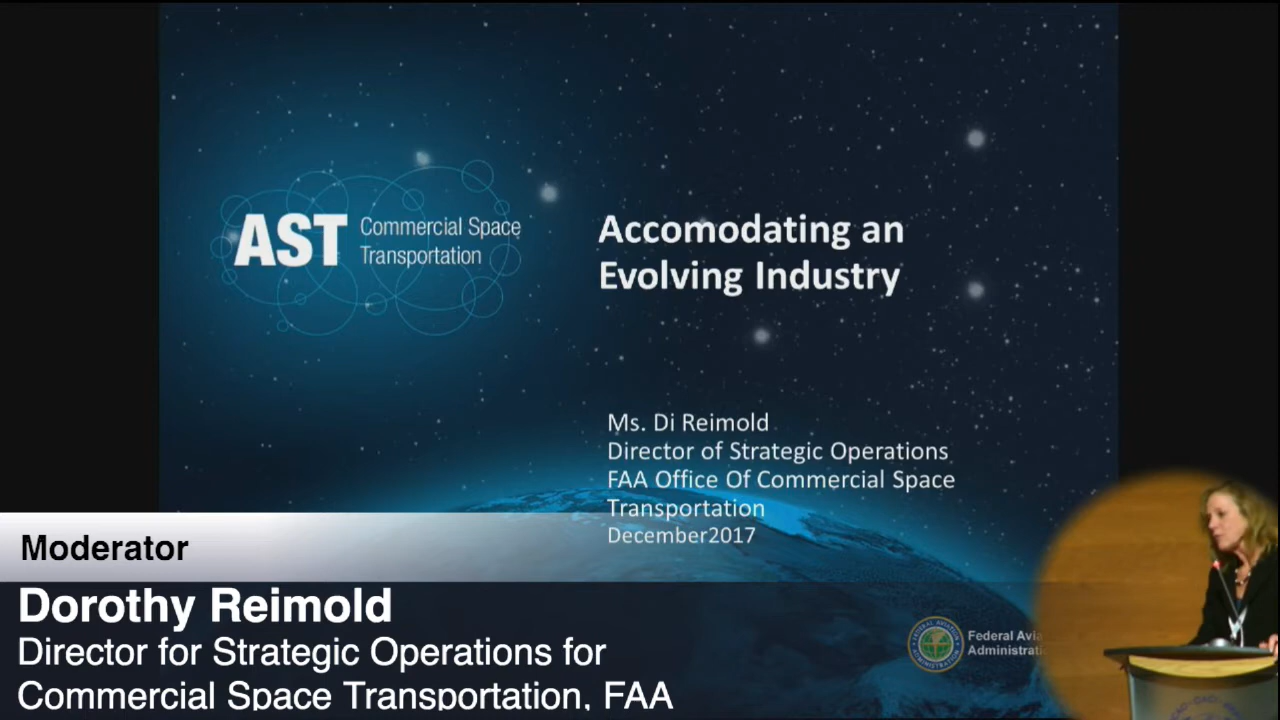 AST
Commercial Space
Transportation
Accomodating an
Evolving Industry
Ms. Di Reimold
Director of Strategic Operations
FAA Office Of Commercial Space
Transportation
December2017
Moderator
Dorothy Reimold
Director for Strategic Operations for
Commercial Space Transportation, FAA
Federal